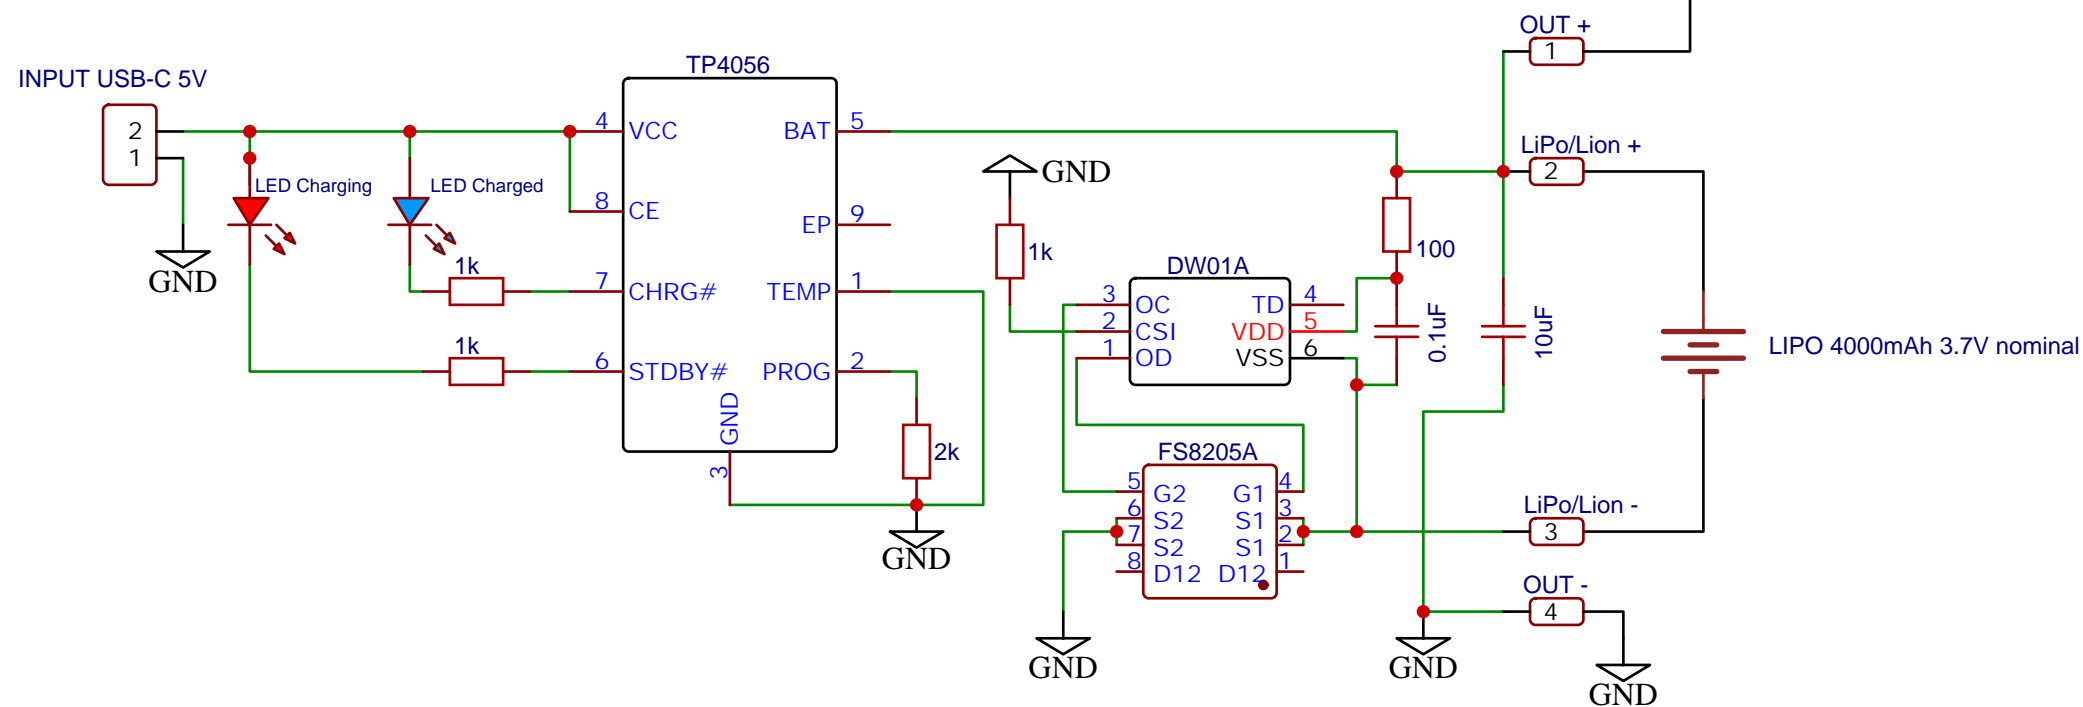 OUT +
1
TP4056
INPUT USB-C 5V
2
1
4 VCC
BAT 5
LiPo/Lion +
2
GND
LED Charging
LED Charged
8 CE
EP 9
1k
100
GND
1k
7 CHRG#
TEMP 1
DW01A
3 OC
TD 4
2 CSI
VDD 5
1 OD
VSS 6
0.1uF
10uF
LIPO 4000mAh 3.7V nominal
1k
6 STDBY#
PROG 2
GND
3
2k
FS8205A
5 G2
G1 4
6 S2
S1 3
7 S2
S1 2
8 D12
D12 1
LiPo/Lion -
3
GND
OUT -
4
GND
GND
GND